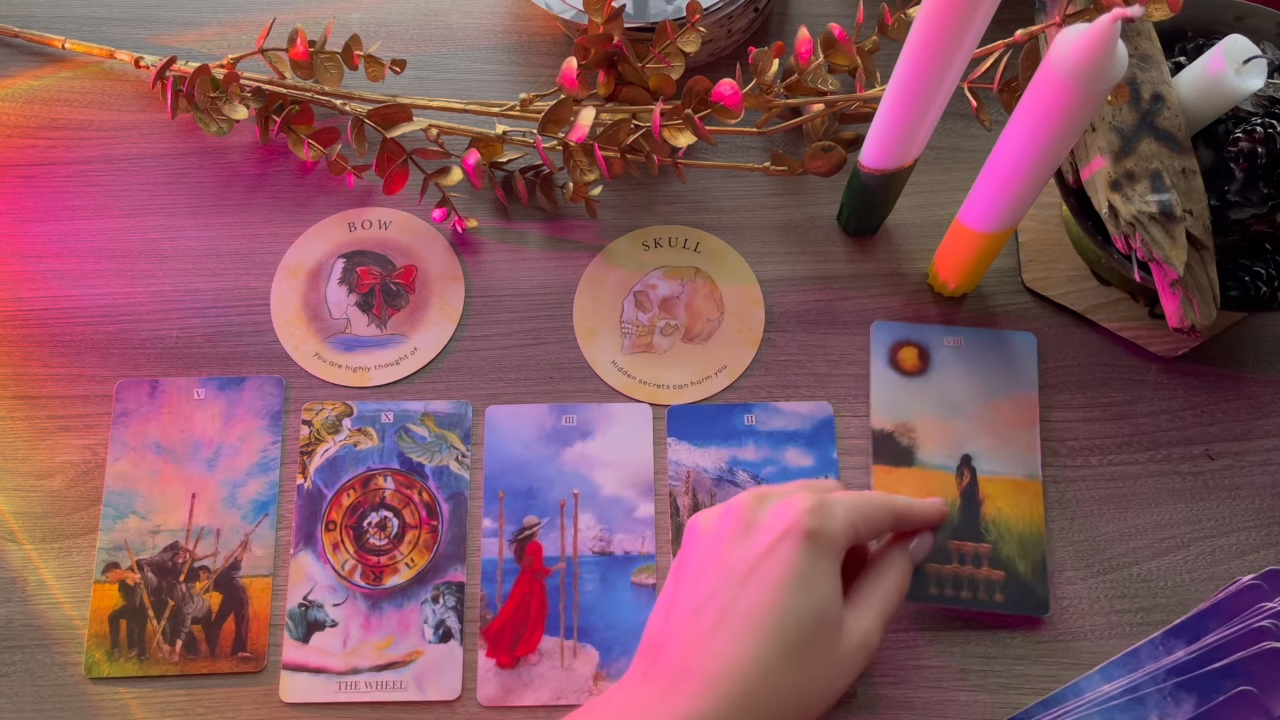 BOW
you are highly thought of.
SKULL
Hidden secrets can harm you.
V
X
THE WHEEL
III
II
VIII